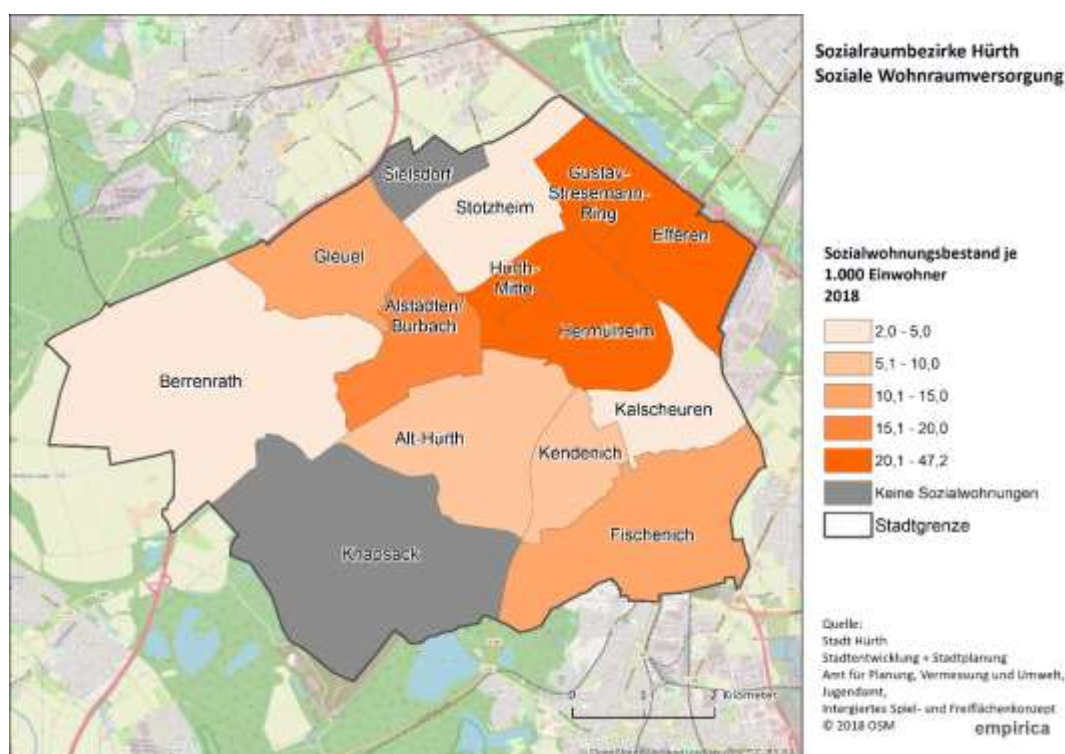 Sozialraumbezirke Hürth
Soziale Wohnraumversorgung
Sielsdorf
Stotzheim
Gustav-
Stresemann-
Ring
Efferen
Gleuel
Hürth-
Mitte
Alstädten/
Burbach
Hermülheim
Berrenrath
Kalscheuren
Alt-Hürth
Kendenich
Fischenich
Knapsack
Sozialwohnungsbestand je
1.000 Einwohner
2018
2,0 - 5,0
5,1 - 10,0
10,1 - 15,0
15,1 - 20,0
20,1 - 47,2
Keine Sozialwohnungen
Stadtgrenze
0 1 2 Kilometer
Quelle:
Stadt Hürth
Stadtentwicklung + Stadtplanung
Amt für Planung, Vermessung und Umwelt,
Jugendamt,
Intergiertes Spiel- und Freiflächenkonzept
© 2018 OSM
empirica